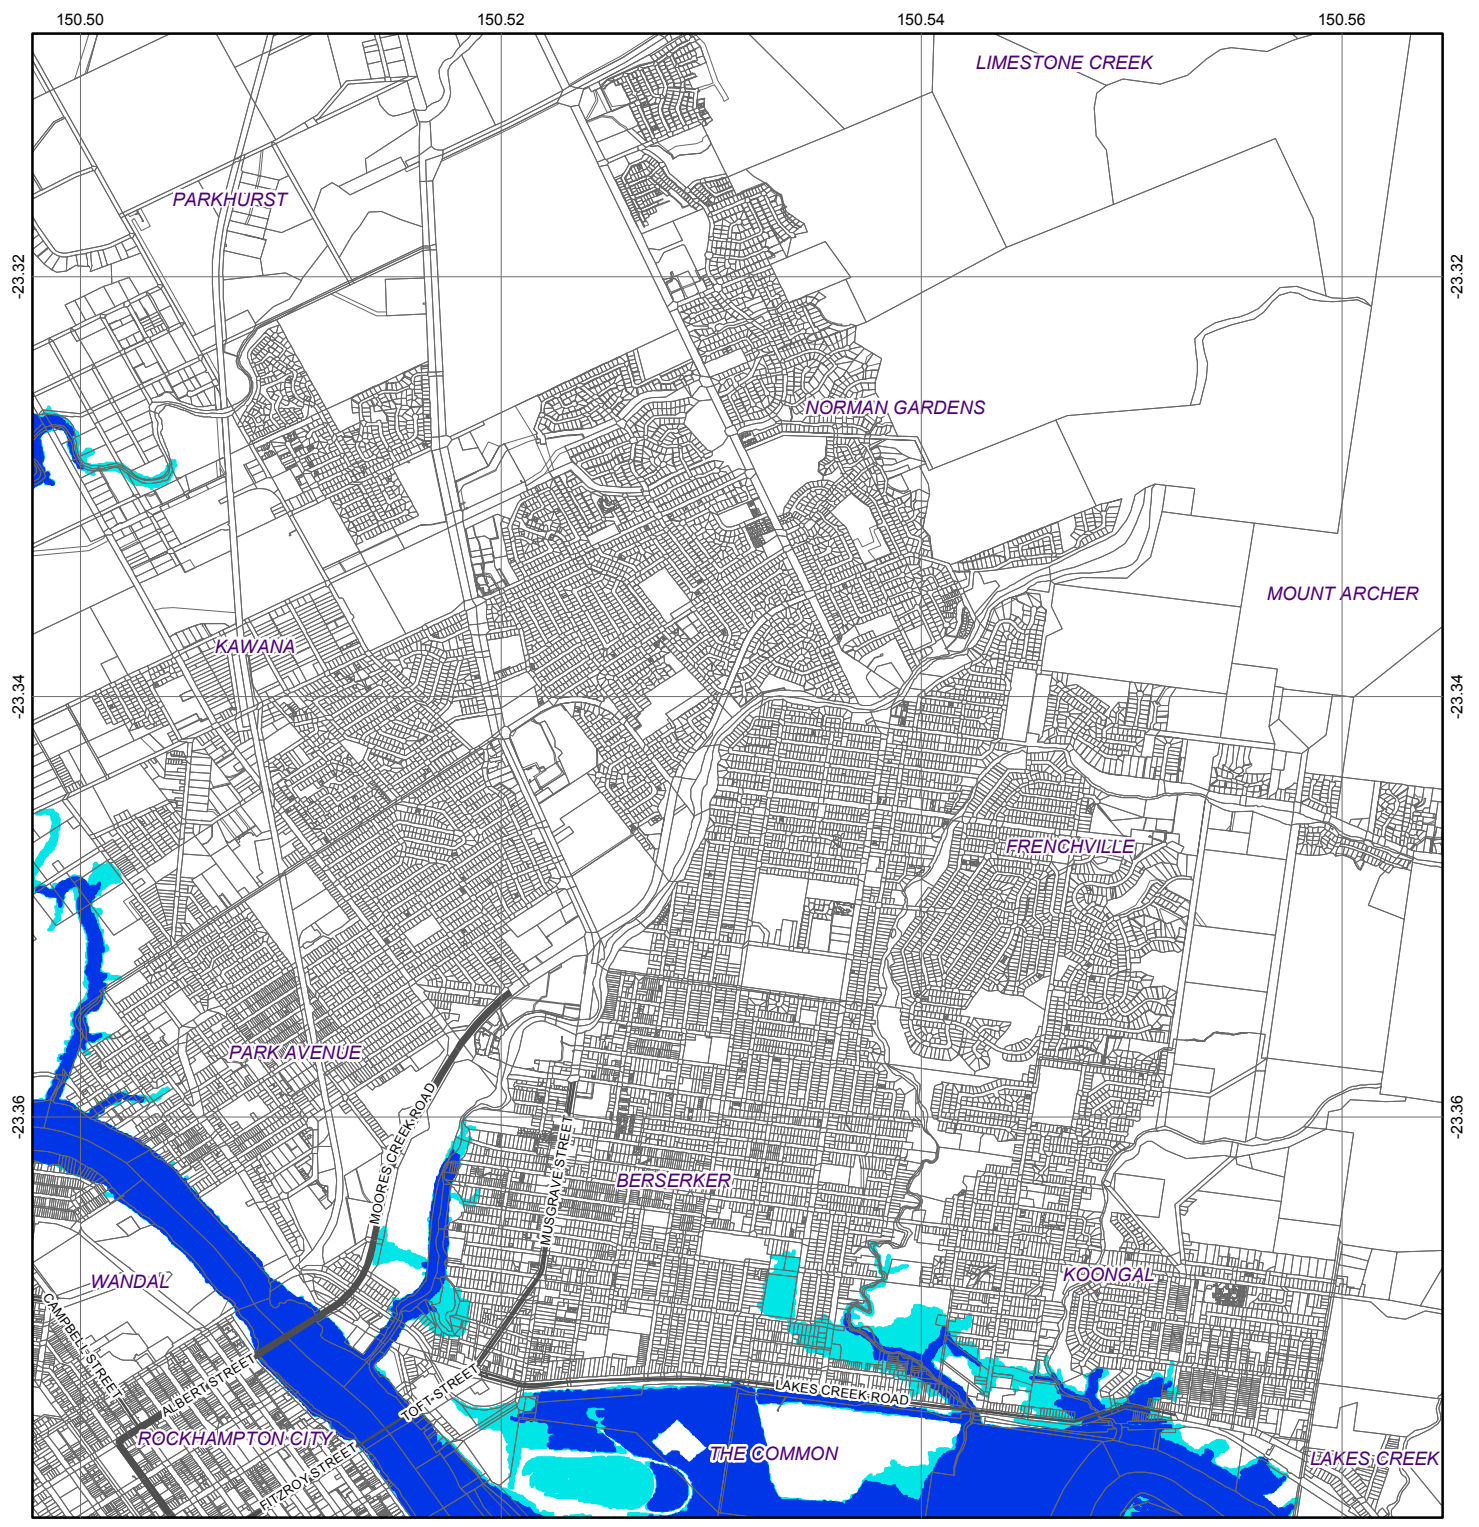 150.50
150.52
150.54
150.56
LIMESTONE CREEK
PARKHURST
-23.32
-23.32
NORMAN GARDENS
MOUNT ARCHER
KAWANA
-23.34
-23.34
FRENCHVILLE
PARK AVENUE
MOORES CREEK ROAD
-23.36
-23.36
MUSGRAVE STREET
BERSERKER
WANDAL
KOONGAL
CAMPBELL STREET
ALBERT STREET
TOFT STREET
LAKES CREEK ROAD
ROCKHAMPTON CITY
FITZROY STREET
THE COMMON
LAKES CREEK